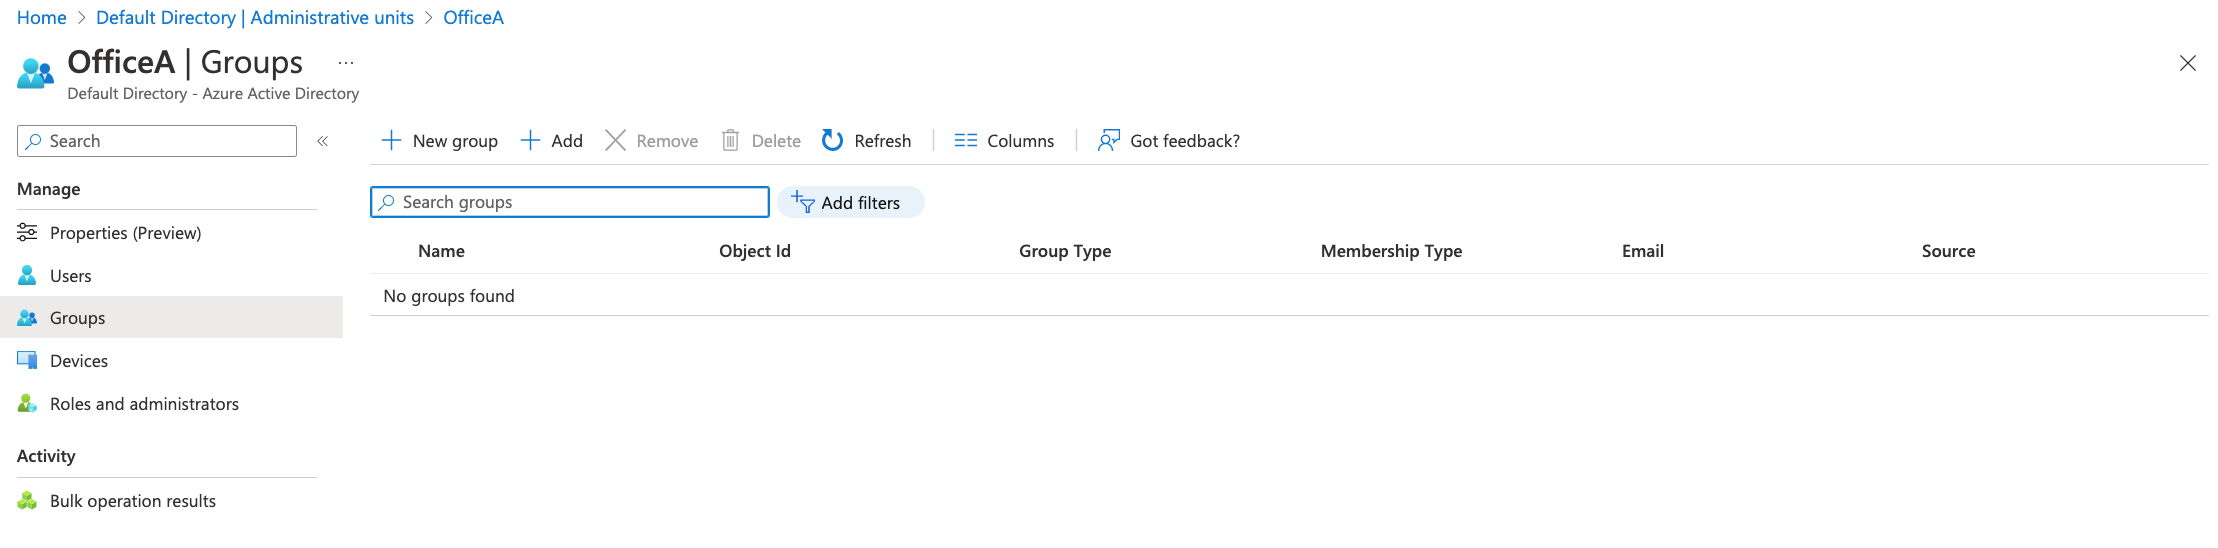 Home > Default Directory | Administrative units > OfficeA
OfficeA | Groups ...
Default Directory - Azure Active Directory
Search
«
New group
Add
Remove
Delete
Refresh
Columns
Got feedback?
Manage
Properties (Preview)
Users
Groups
Devices
Roles and administrators
Activity
Bulk operation results
Search groups
Add filters
Name Object Id Group Type Membership Type Email Source
No groups found